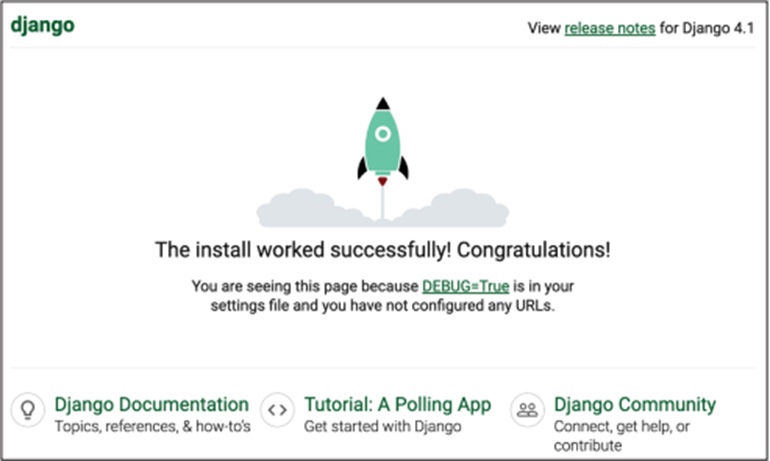 django
View release notes for Django 4.1
The install worked successfully! Congratulations!
You are seeing this page because DEBUG=True is in your
settings file and you have not configured any URLs.
Django Documentation
Topics, references, & how-to's
Tutorial: A Polling App
Get started with Django
Django Community
Connect, get help, or
contribute